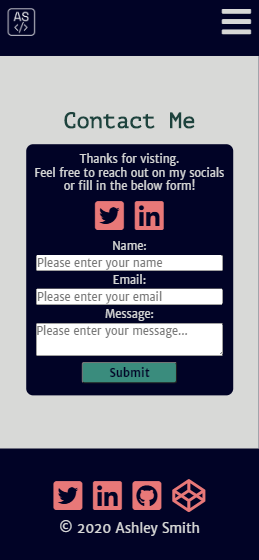 AS
</>
Contact Me
Thanks for visting.
Feel free to reach out on my socials
or fill in the below form!
in
Name:
Please enter your name
Email:
Please enter your email
Message:
Please enter your message...
Submit
in
© 2020 Ashley Smith